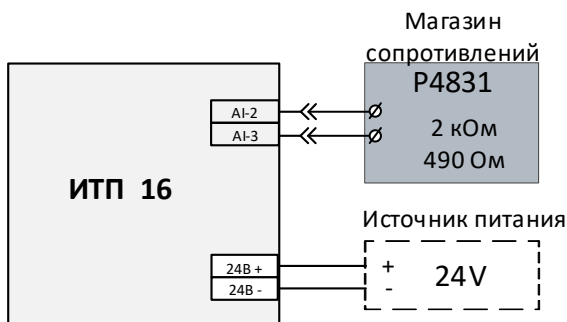 Магазин
сопротивлений
Р4831
2 кОм
490 Ом
AI-2
AI-3
ИТП 16
Источник питания
24В +
24В -
+
-
24V